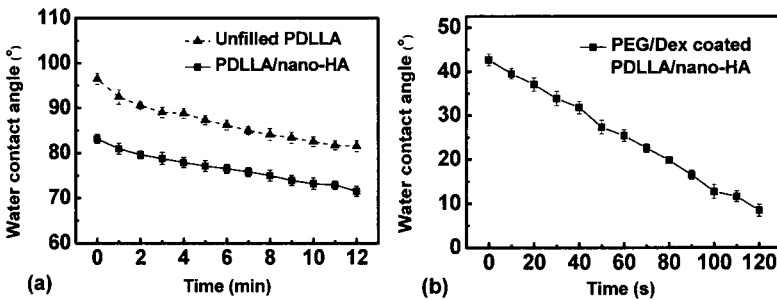 Water contact angle (°)
110
100
90
80
70
60
Unfilled PDLLA
PDLLA/nano-HA
0 2 4 6 8 10 12
Time (min)
(a)
Water contact angle (°)
50
40
30
20
10
0
PEG/Dex coated
PDLLA/nano-HA
0 20 40 60 80 100 120
Time (s)
(b)